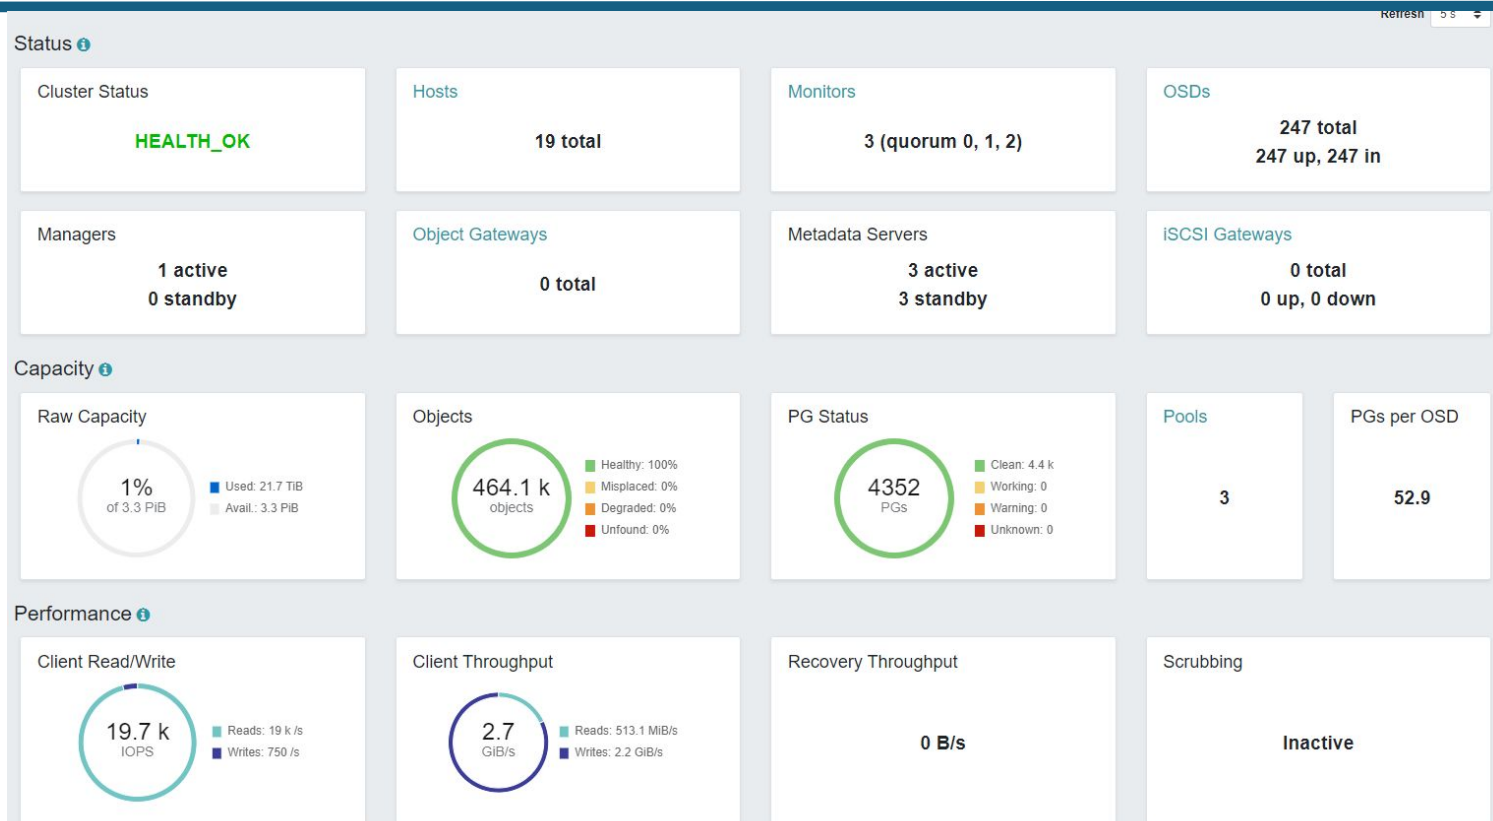 Refresh 5 s
Status
Cluster Status
HEALTH_OK
Hosts
19 total
Monitors
3 (quorum 0, 1, 2)
OSDs
247 total
247 up, 247 in
Managers
1 active
0 standby
Object Gateways
0 total
Metadata Servers
3 active
3 standby
iSCSI Gateways
0 total
0 up, 0 down
Capacity
Raw Capacity
1%
of 3.3 PiB
Used: 21.7 TiB
Avail.: 3.3 PiB
Objects
464.1 k
objects
Healthy: 100%
Misplaced: 0%
Degraded: 0%
Unfound: 0%
PG Status
4352
PGs
Clean: 4.4 k
Working: 0
Warning: 0
Unknown: 0
Pools
3
PGs per OSD
52.9
Performance
Client Read/Write
19.7 k
IOPS
Reads: 19 k /s
Writes: 750 /s
Client Throughput
2.7
GiB/s
Reads: 513.1 MiB/s
Writes: 2.2 GiB/s
Recovery Throughput
0 B/s
Scrubbing
Inactive